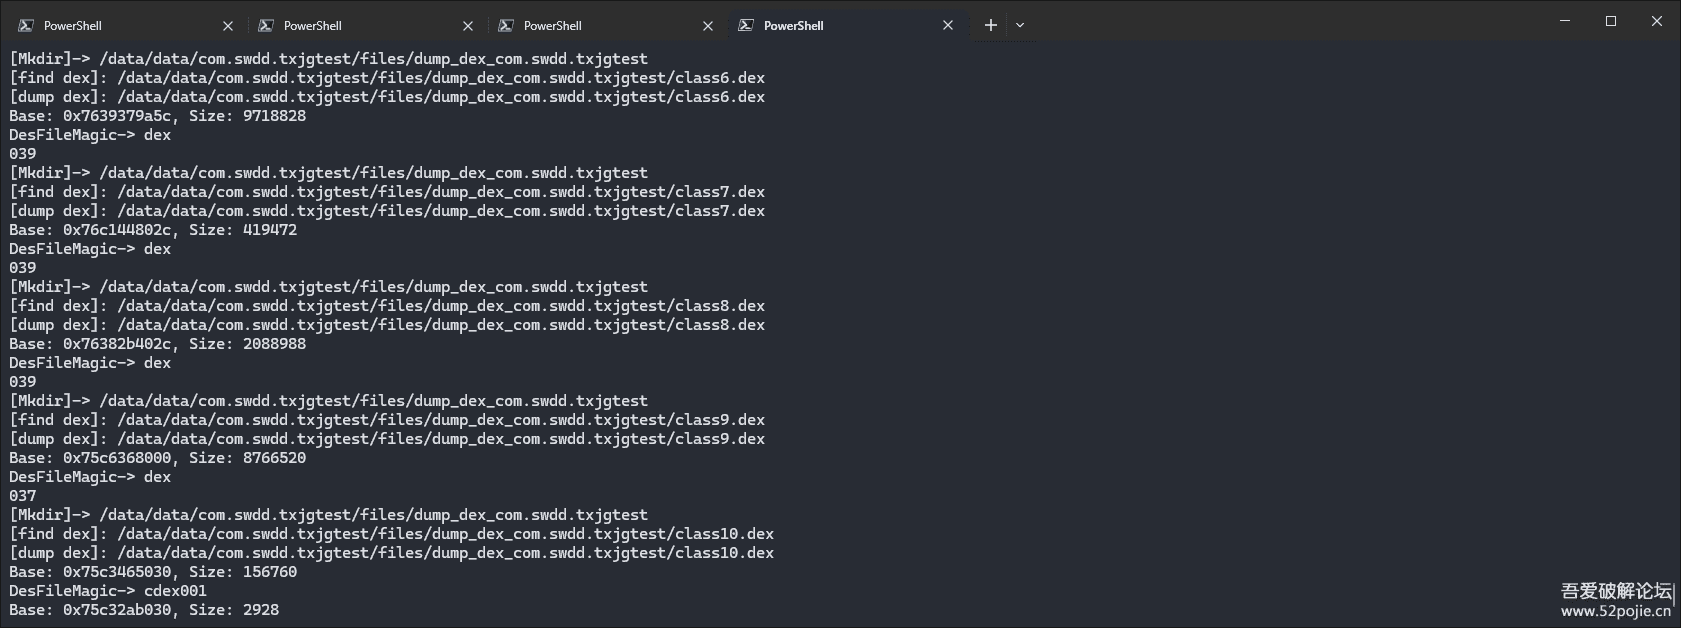 PowerShell PowerShell PowerShell PowerShell
[Mkdir]-> /data/data/com.swdd.txjgtest/files/dump_dex_com.swdd.txjgtest
[find dex]: /data/data/com.swdd.txjgtest/files/dump_dex_com.swdd.txjgtest/class6.dex
[dump dex]: /data/data/com.swdd.txjgtest/files/dump_dex_com.swdd.txjgtest/class6.dex
Base: 0x7639379a5c, Size: 9718828
DesFileMagic-> dex
039
[Mkdir]-> /data/data/com.swdd.txjgtest/files/dump_dex_com.swdd.txjgtest
[find dex]: /data/data/com.swdd.txjgtest/files/dump_dex_com.swdd.txjgtest/class7.dex
[dump dex]: /data/data/com.swdd.txjgtest/files/dump_dex_com.swdd.txjgtest/class7.dex
Base: 0x76c144802c, Size: 419472
DesFileMagic-> dex
039
[Mkdir]-> /data/data/com.swdd.txjgtest/files/dump_dex_com.swdd.txjgtest
[find dex]: /data/data/com.swdd.txjgtest/files/dump_dex_com.swdd.txjgtest/class8.dex
[dump dex]: /data/data/com.swdd.txjgtest/files/dump_dex_com.swdd.txjgtest/class8.dex
Base: 0x76382b402c, Size: 2088988
DesFileMagic-> dex
039
[Mkdir]-> /data/data/com.swdd.txjgtest/files/dump_dex_com.swdd.txjgtest
[find dex]: /data/data/com.swdd.txjgtest/files/dump_dex_com.swdd.txjgtest/class9.dex
[dump dex]: /data/data/com.swdd.txjgtest/files/dump_dex_com.swdd.txjgtest/class9.dex
Base: 0x75c6368000, Size: 8766520
DesFileMagic-> dex
037
[Mkdir]-> /data/data/com.swdd.txjgtest/files/dump_dex_com.swdd.txjgtest
[find dex]: /data/data/com.swdd.txjgtest/files/dump_dex_com.swdd.txjgtest/class10.dex
[dump dex]: /data/data/com.swdd.txjgtest/files/dump_dex_com.swdd.txjgtest/class10.dex
Base: 0x75c3465030, Size: 156760
DesFileMagic-> cdex001
Base: 0x75c32ab030, Size: 2928
吾爱破解论坛
www.52pojie.cn